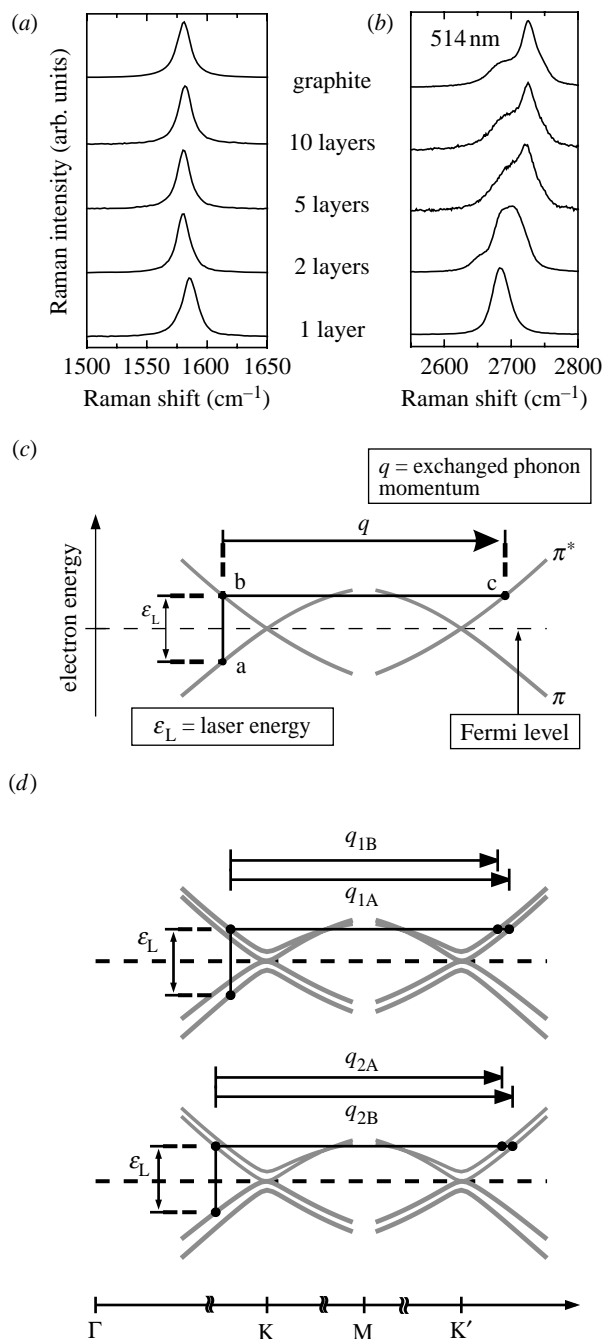 (a)
(b)
Raman intensity (arb. units)
514 nm
graphite
10 layers
5 layers
2 layers
1 layer
1500 1550 1600 1650
2600 2700 2800
Raman shift (cm⁻¹)
Raman shift (cm⁻¹)
(c)
q = exchanged phonon
momentum
q
π*
electron energy
b
c
εL
a
π
εL = laser energy
Fermi level
(d)
q1B
q1A
εL
q2A
q2B
εL
Γ K M K′